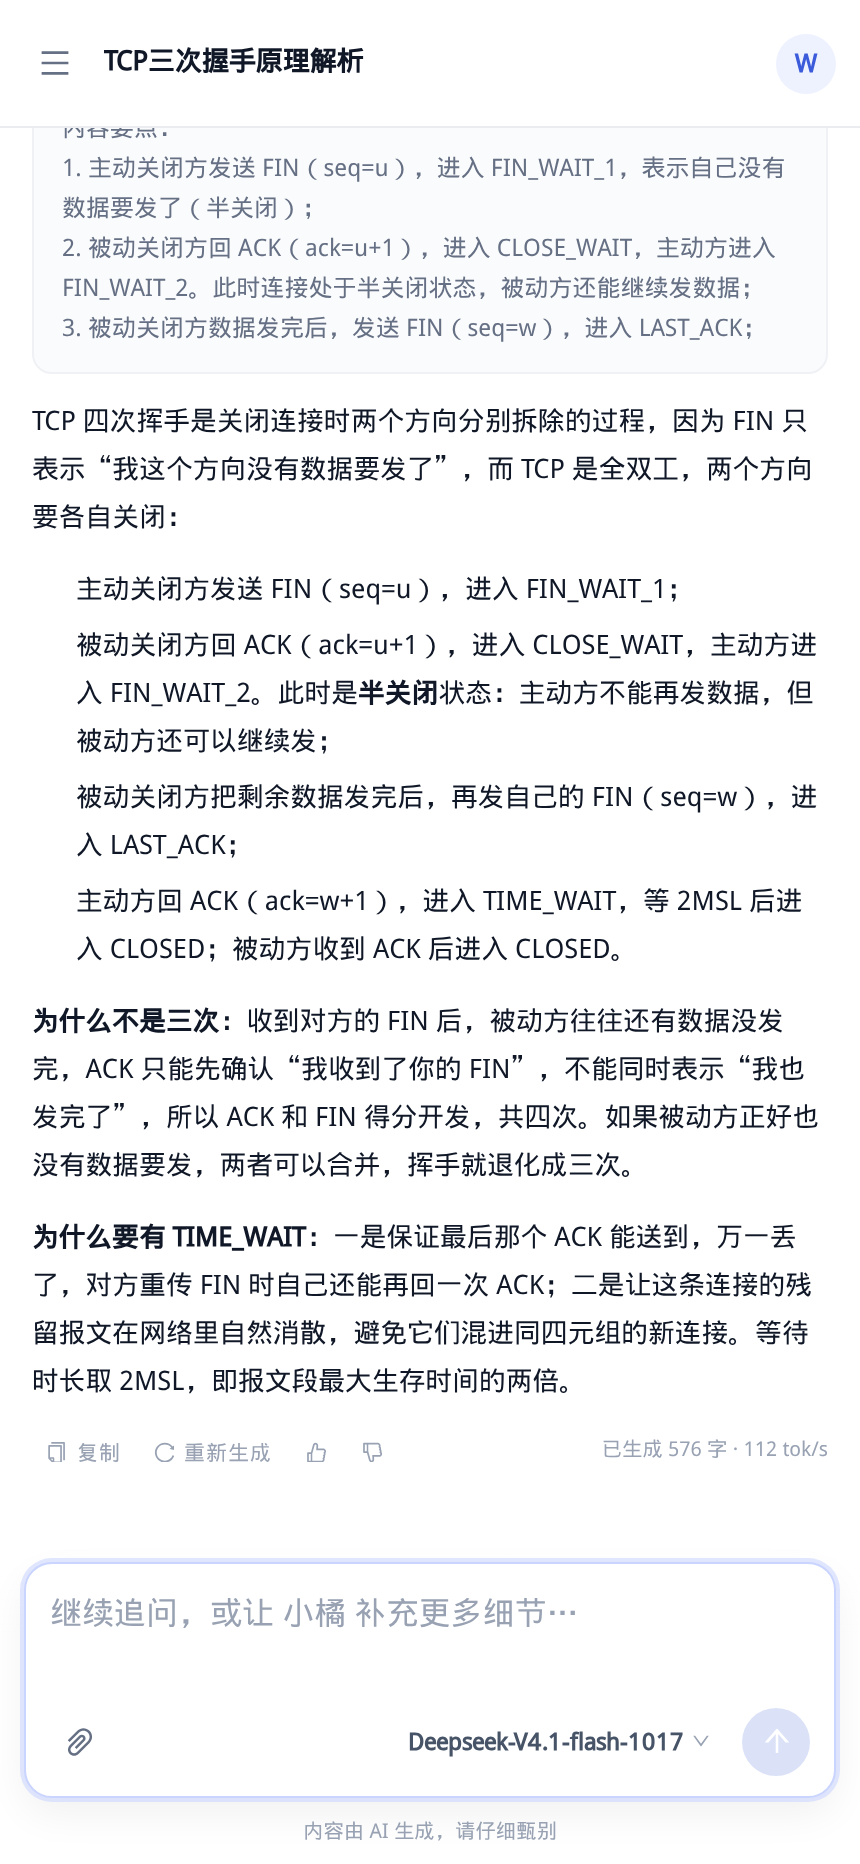 TCP三次握手原理解析
W
内容要点：
1. 主动关闭方发送 FIN（seq=u），进入 FIN_WAIT_1，表示自己没有
数据要发了（半关闭）；
2. 被动关闭方回 ACK（ack=u+1），进入 CLOSE_WAIT，主动方进入
FIN_WAIT_2。此时连接处于半关闭状态，被动方还能继续发数据；
3. 被动关闭方数据发完后，发送 FIN（seq=w），进入 LAST_ACK；
TCP 四次挥手是关闭连接时两个方向分别拆除的过程，因为 FIN 只
表示“我这个方向没有数据要发了”，而 TCP 是全双工，两个方向
要各自关闭：
主动关闭方发送 FIN（seq=u），进入 FIN_WAIT_1；
被动关闭方回 ACK（ack=u+1），进入 CLOSE_WAIT，主动方进
入 FIN_WAIT_2。此时是半关闭状态：主动方不能再发数据，但
被动方还可以继续发；
被动关闭方把剩余数据发完后，再发自己的 FIN（seq=w），进
入 LAST_ACK；
主动方回 ACK（ack=w+1），进入 TIME_WAIT，等 2MSL 后进
入 CLOSED；被动方收到 ACK 后进入 CLOSED。
为什么不是三次：收到对方的 FIN 后，被动方往往还有数据没发
完，ACK 只能先确认“我收到了你的 FIN”，不能同时表示“我也
发完了”，所以 ACK 和 FIN 得分开发，共四次。如果被动方正好也
没有数据要发，两者可以合并，挥手就退化成三次。
为什么要有 TIME_WAIT：一是保证最后那个 ACK 能送到，万一丢
了，对方重传 FIN 时自己还能再回一次 ACK；二是让这条连接的残
留报文在网络里自然消散，避免它们混进同四元组的新连接。等待
时长取 2MSL，即报文段最大生存时间的两倍。
复制 重新生成 已生成 576 字 · 112 tok/s
继续追问，或让 小橘 补充更多细节…
Deepseek-V4.1-flash-1017
内容由 AI 生成，请仔细甄别